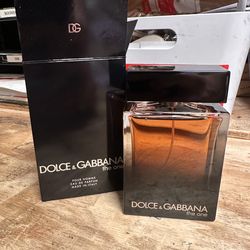 DG
DOLCE & GABBANA
the one
POUR HOMME
EAU DE PARFUM
MADE IN ITALY
DOLCE & GABBANA
the one